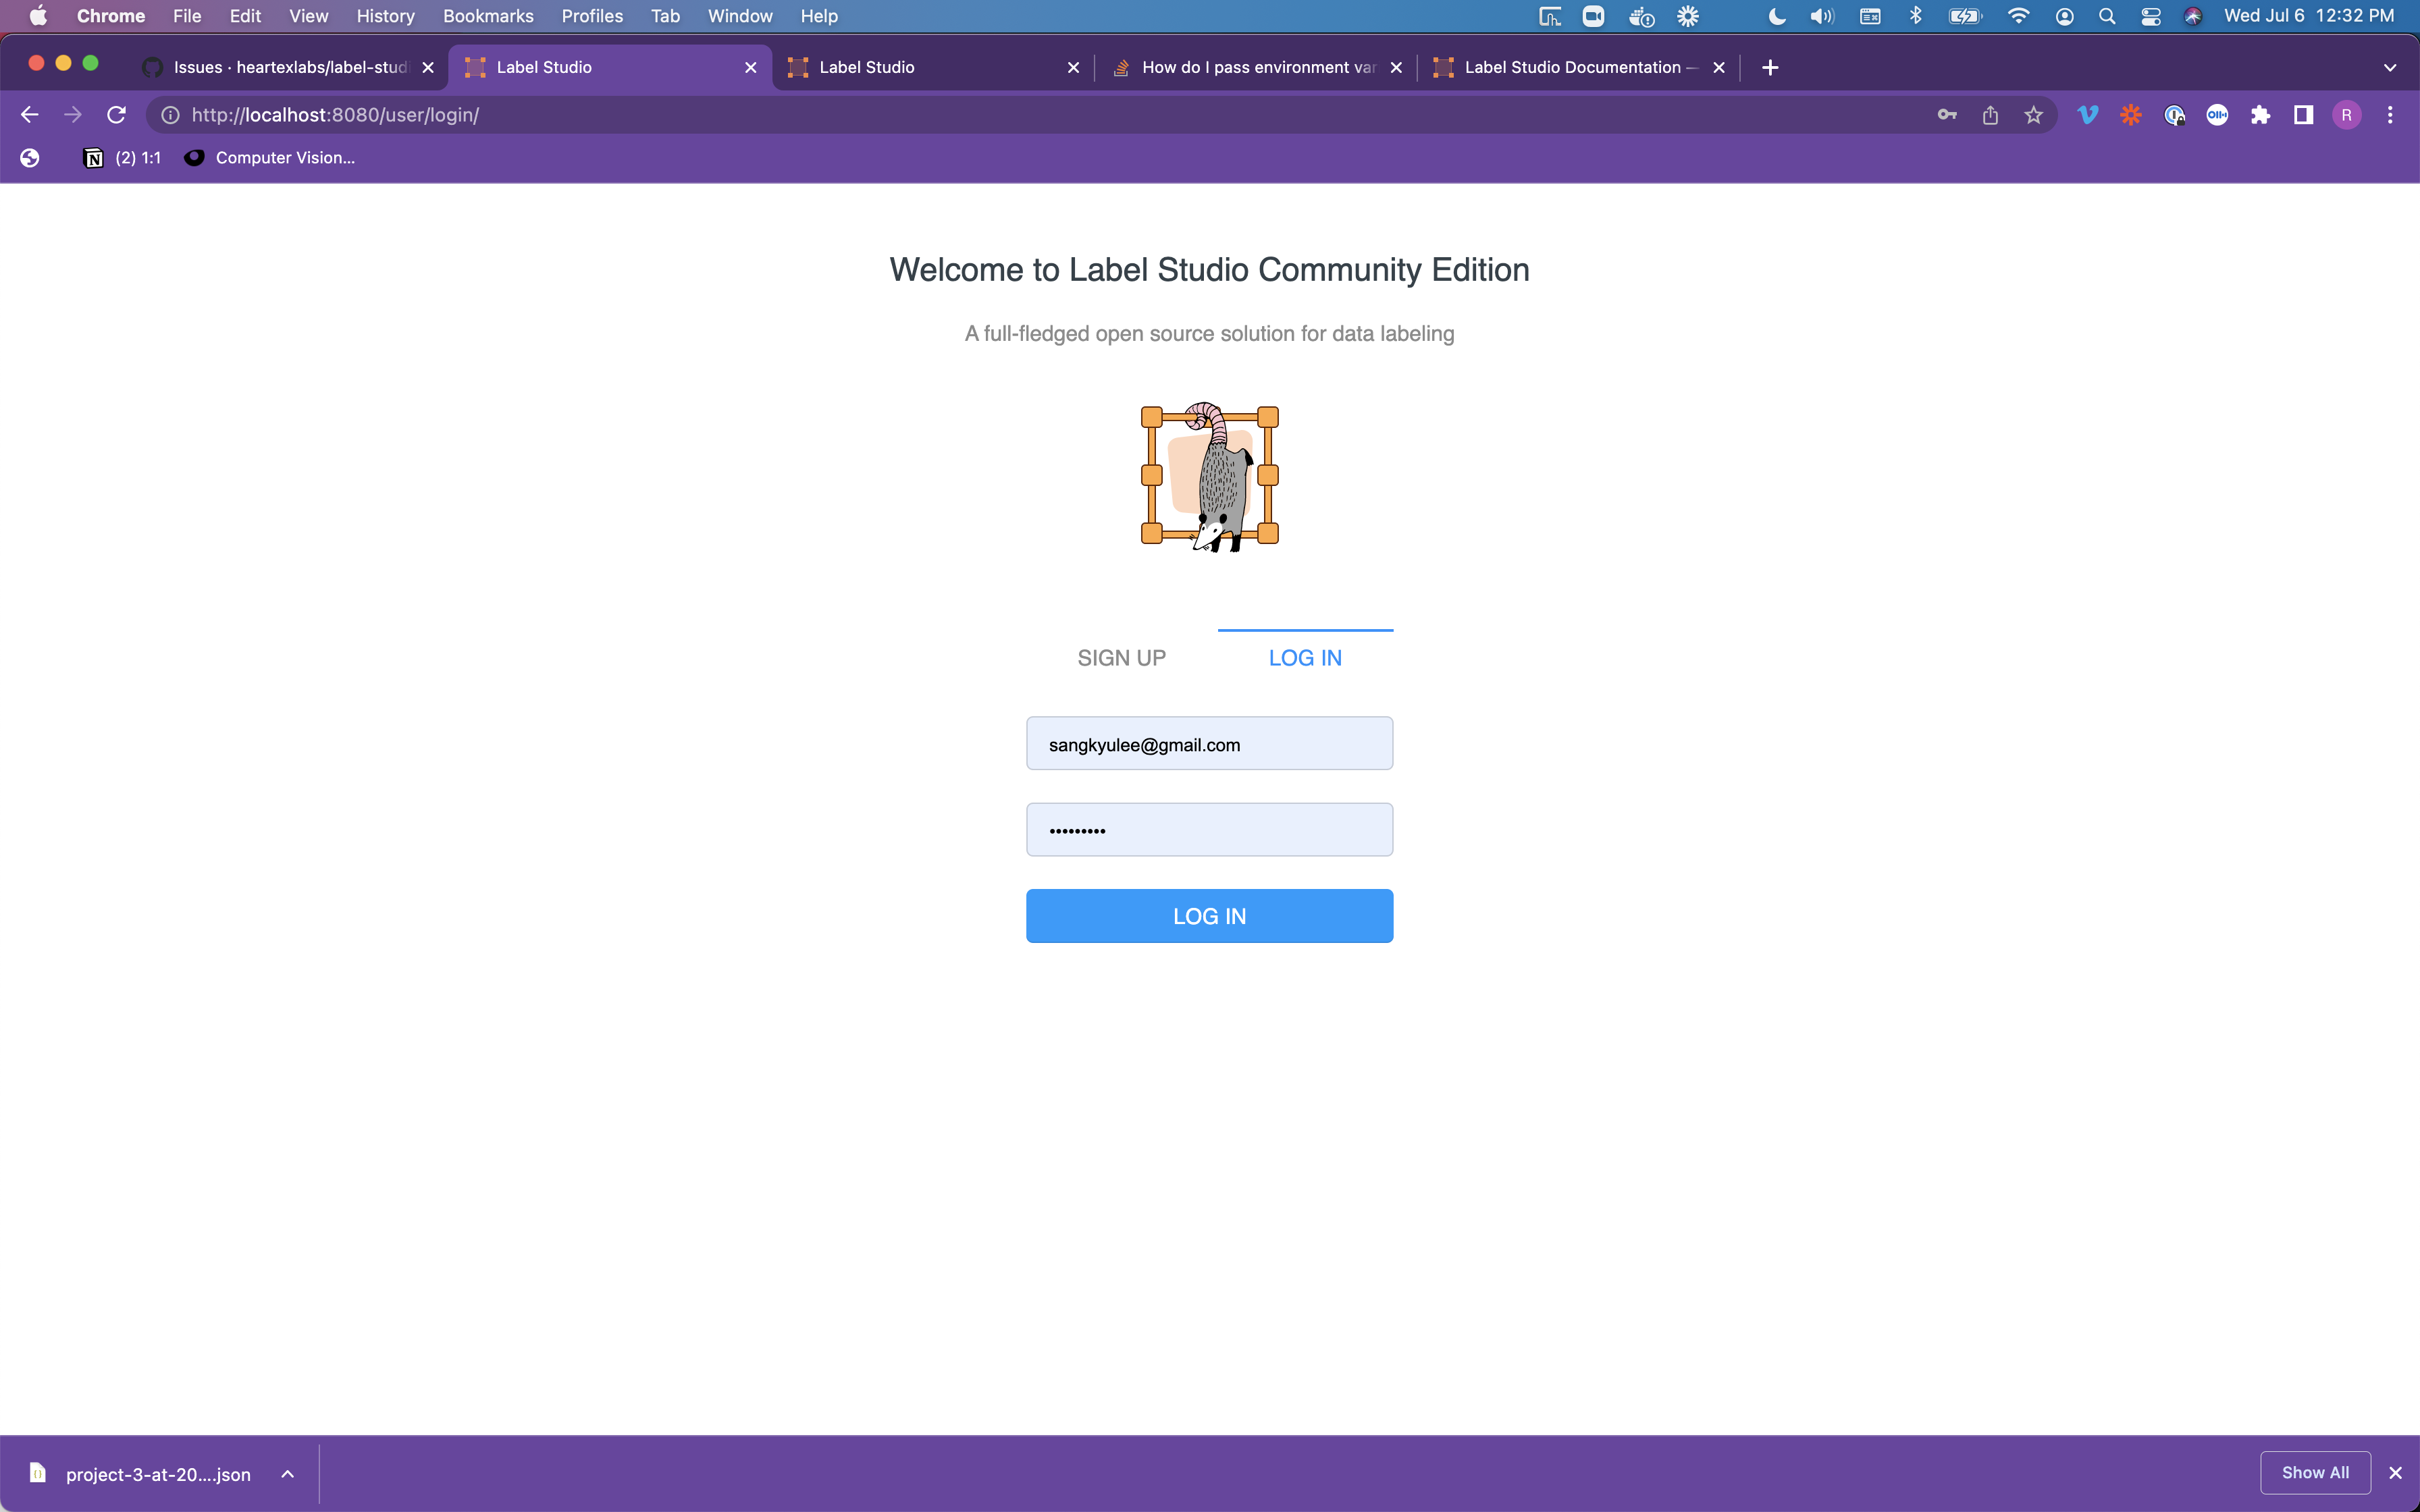 Chrome File Edit View History Bookmarks Profiles Tab Window Help Wed Jul 6 12:32 PM
Issues · heartexlabs/label-studi Label Studio Label Studio How do I pass environment var Label Studio Documentation —
http://localhost:8080/user/login/ R
(2) 1:1 Computer Vision...
Welcome to Label Studio Community Edition
A full-fledged open source solution for data labeling
SIGN UP LOG IN
sangkyulee@gmail.com
•••••••••
LOG IN
project-3-at-20....json Show All